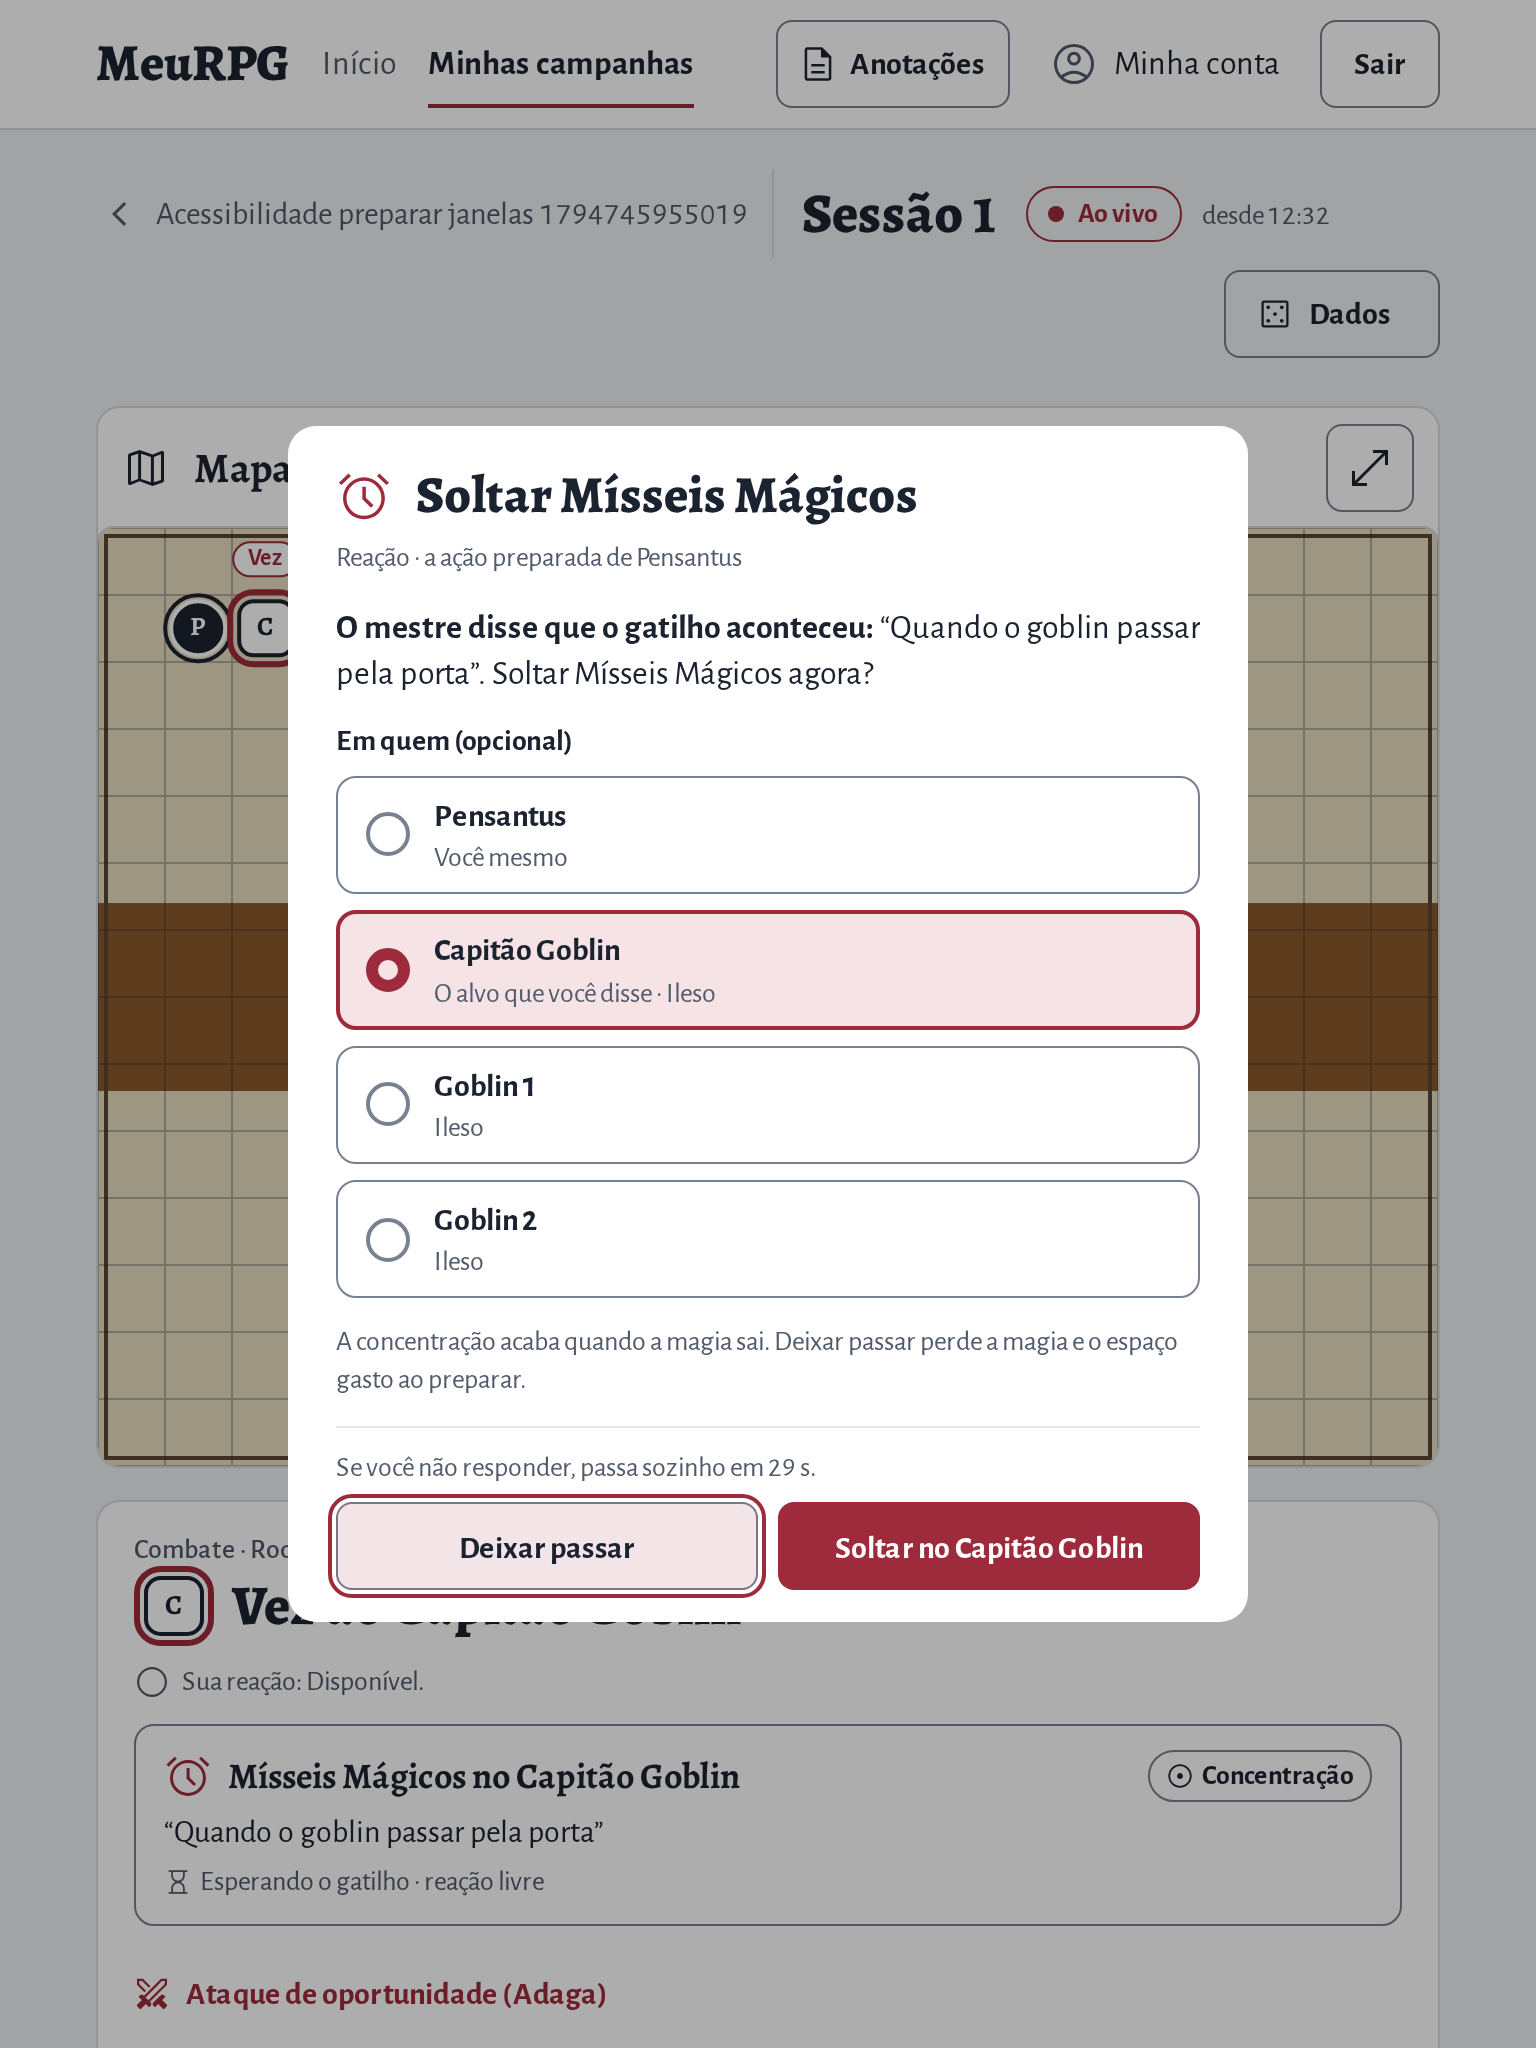 MeuRPG
Início
Minhas campanhas
Anotações
Minha conta
Sair
Acessibilidade preparar janelas 1794745955019
Sessão 1
Ao vivo
desde 12:32
Dados
Mapa
Vez
P
C
Soltar Mísseis Mágicos
Reação · a ação preparada de Pensantus
O mestre disse que o gatilho aconteceu: “Quando o goblin passar
pela porta”. Soltar Mísseis Mágicos agora?
Em quem (opcional)
Pensantus
Você mesmo
Capitão Goblin
O alvo que você disse · Ileso
Goblin 1
Ileso
Goblin 2
Ileso
A concentração acaba quando a magia sai. Deixar passar perde a magia e o espaço
gasto ao preparar.
Se você não responder, passa sozinho em 29 s.
Deixar passar
Soltar no Capitão Goblin
Combate ·
C
Sua reação: Disponível.
Mísseis Mágicos no Capitão Goblin
Concentração
“Quando o goblin passar pela porta”
Esperando o gatilho · reação livre
Ataque de oportunidade (Adaga)